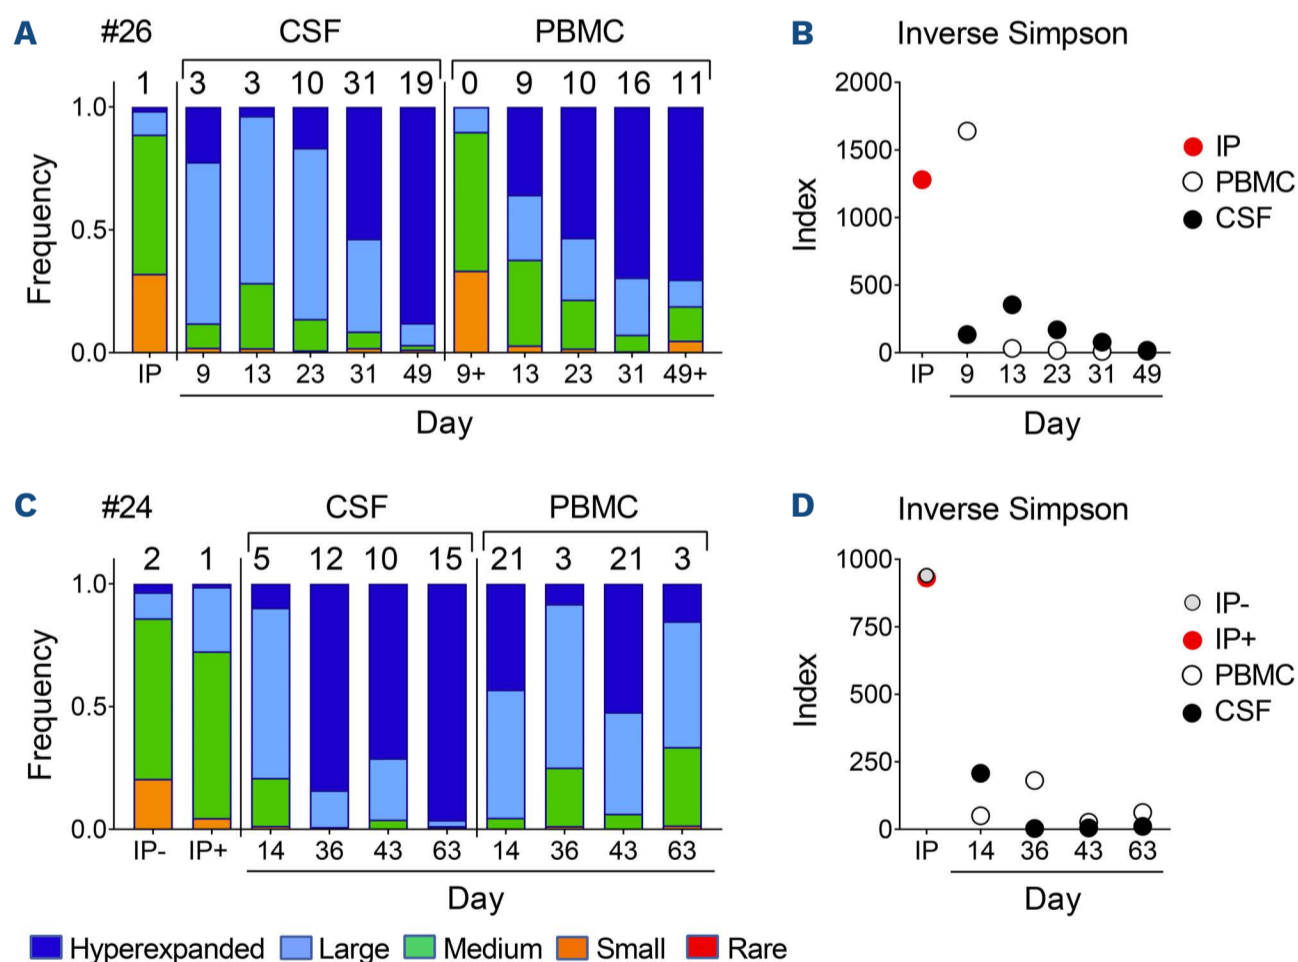 A #26 CSF PBMC
1 3 3 10 31 19 0 9 10 16 11
1.0
0.5
0.0
Frequency
IP 9 13 23 31 49 9+ 13 23 31 49+
Day
B Inverse Simpson
2000
1500
1000
500
0
Index
IP 9 13 23 31 49
Day
IP
PBMC
CSF
C #24 CSF PBMC
2 1 5 12 10 15 21 3 21 3
1.0
0.5
0.0
Frequency
IP- IP+ 14 36 43 63 14 36 43 63
Day
D Inverse Simpson
1000
750
500
250
0
Index
IP 14 36 43 63
Day
IP-
IP+
PBMC
CSF
Hyperexpanded Large Medium Small Rare